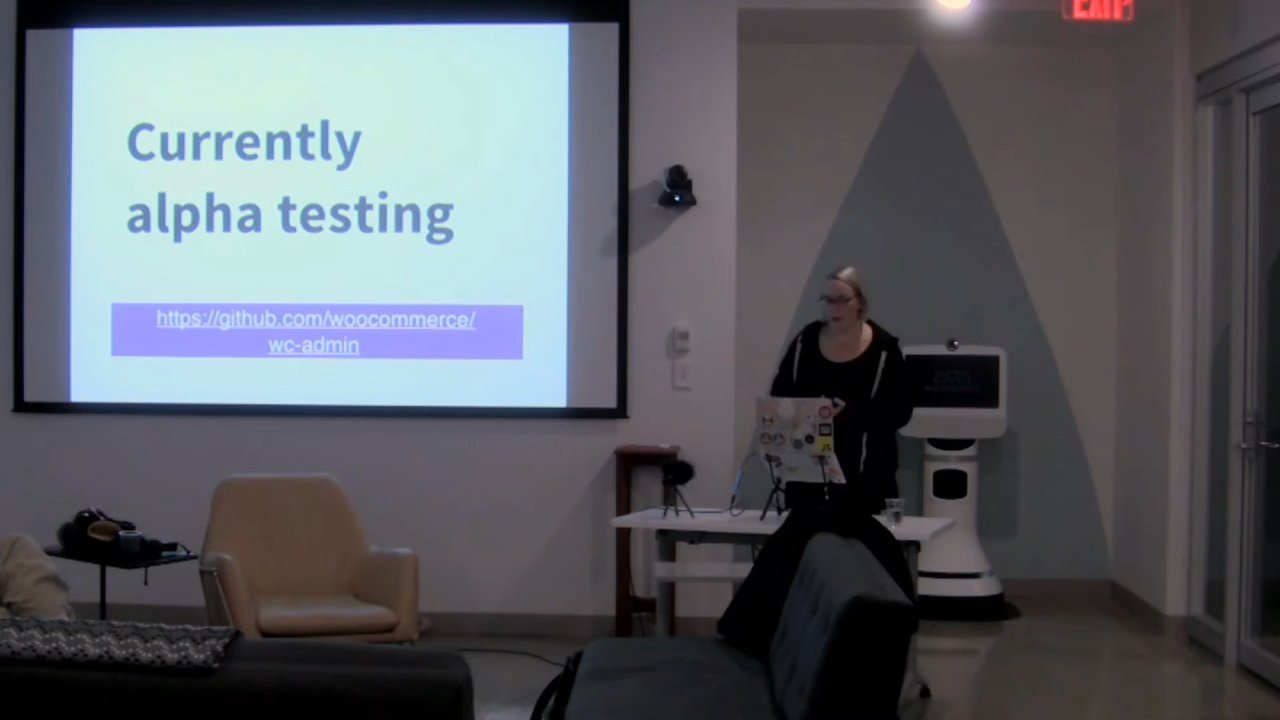 EXIT
Currently
alpha testing
https://github.com/woocommerce/
wc-admin